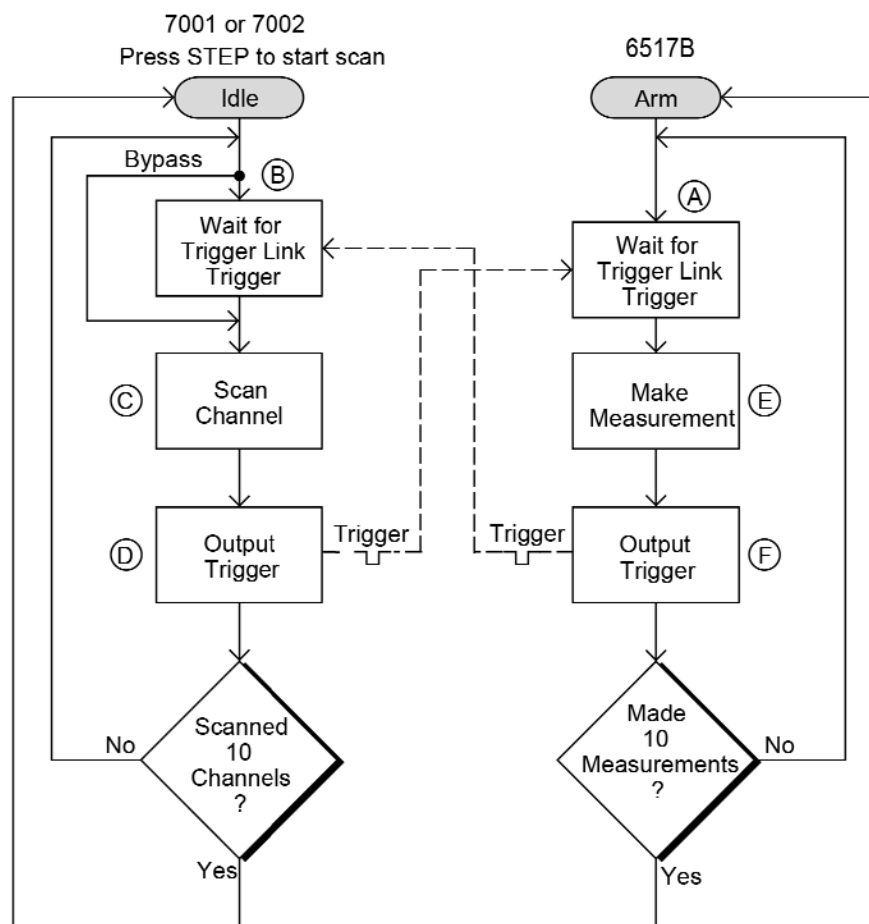 7001 or 7002
Press STEP to start scan
Idle
Bypass
B
Wait for
Trigger Link
Trigger
C
Scan
Channel
D
Output
Trigger
Trigger
Scanned
10
Channels
?
No
Yes
6517B
Arm
A
Wait for
Trigger Link
Trigger
Make
Measurement
E
Trigger
Output
Trigger
F
Made
10
Measurements
?
No
Yes